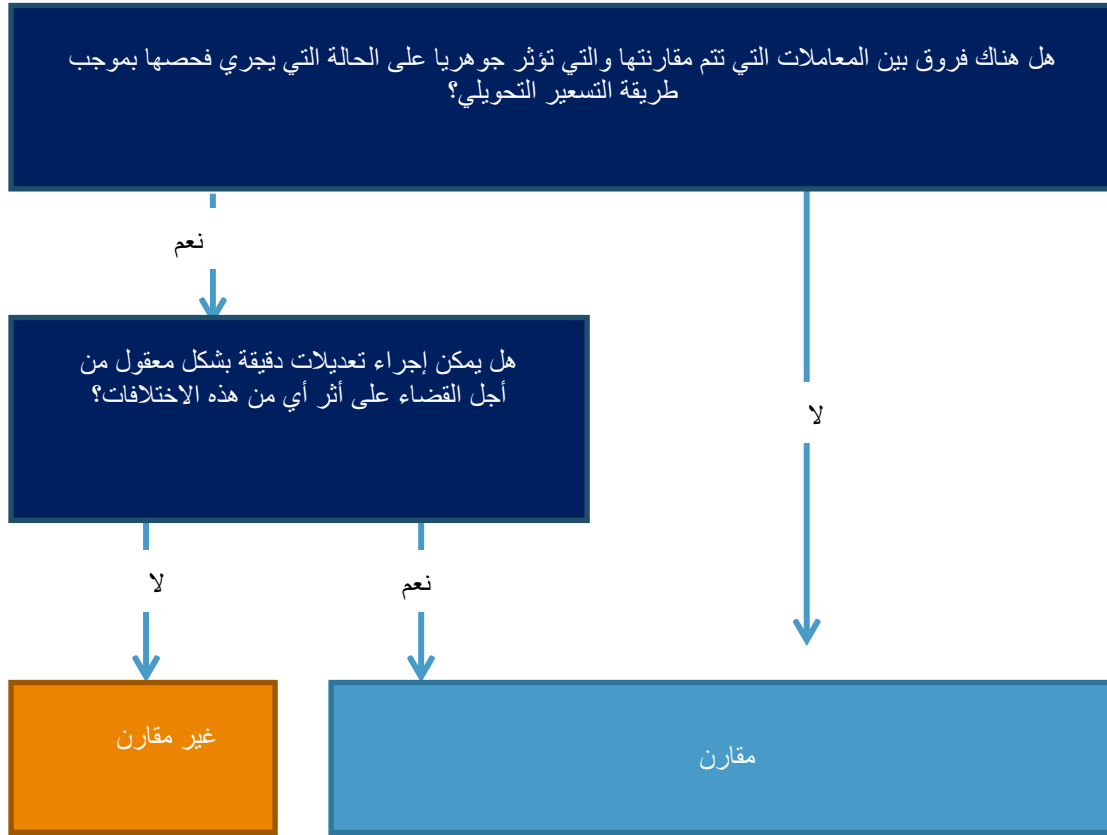 هل هناك فروق بين المعاملات التي تتم مقارنتها والتي تؤثر جوهريا على الحالة التي يجري فحصها بموجب
طريقة التسعير التحويلي؟
نعم
هل يمكن إجراء تعديلات دقيقة بشكل معقول من
أجل القضاء على أثر أي من هذه الاختلافات؟
لا
نعم
لا
مقارن
غير مقارن